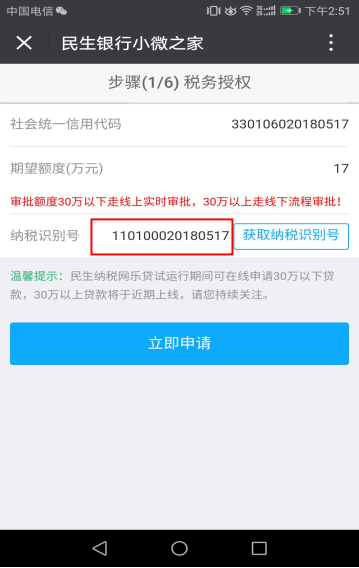 中国电信 下午2:51
民生银行小微之家
步骤(1/6) 税务授权
社会统一信用代码 330106020180517
期望额度(万元) 17
审批额度30万以下走线上实时审批，30万以上走线下流程审批！
纳税识别号 110100020180517 获取纳税识别号
温馨提示：民生纳税网乐贷试运行期间可在线申请30万以下贷
款，30万以上贷款将于近期上线，请您持续关注。
立即申请